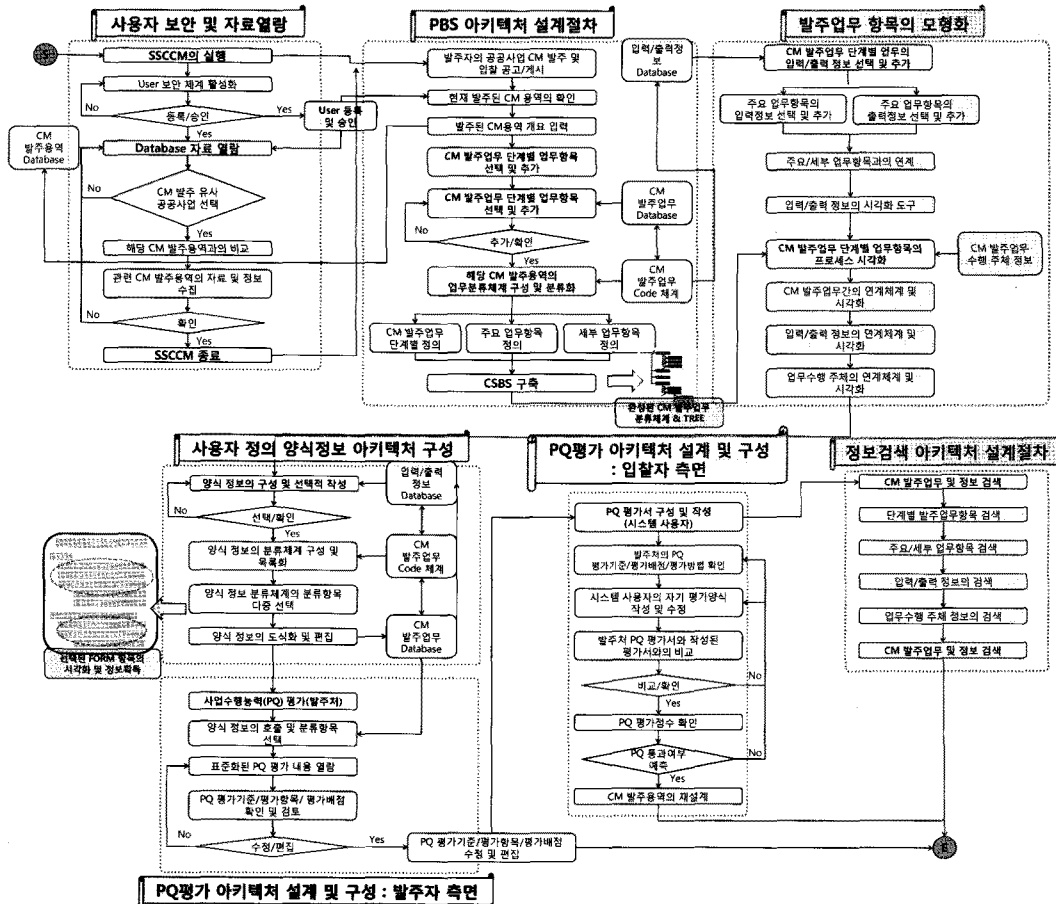 사용자 보안 및 자료열람
S
SSCCM의 실행
User 보안 체계 활성화
No
등록/승인
Yes
User 등록
및 승인
Yes
CM
발주용역
Database
Database 자료 열람
No
CM 발주 유사
공공사업 선택
Yes
해당 CM 발주용역과의 비교
관련 CM 발주용역의 자료 및 정보
수집
No
확인
Yes
SSCCM 종료
PBS 아키텍처 설계절차
발주자의 공공사업 CM 발주 및
입찰 공고/게시
입력/출력정
보
Database
현재 발주된 CM 용역의 확인
발주된 CM용역 개요 입력
CM 발주업무 단계별 업무항목
선택 및 추가
CM 발주업무 단계별 업무항목
선택 및 추가
CM
발주업무
Database
No
추가/확인
Yes
해당 CM 발주용역의
업무분류체계 구성 및 분류화
CM
발주업무
Code 체계
CM 발주업무
단계별 정의
주요 업무항목
정의
세부 업무항목
정의
CSBS 구축
완성된 CM 발주업무
분류체계 & TREE
발주업무 항목의 모형화
CM 발주업무 단계별 업무의
입력/출력 정보 선택 및 추가
주요 업무항목의
입력정보 선택 및 추가
주요 업무항목의
출력정보 선택 및 추가
주요/세부 업무항목과의 연계
입력/출력 정보의 시각화 도구
CM 발주업무 단계별 업무항목의
프로세스 시각화
CM 발주업무
수행 주체 정보
CM 발주업무간의 연계체계 및
시각화
입력/출력 정보의 연계체계 및
시각화
업무수행 주체의 연계체계 및
시각화
사용자 정의 양식정보 아키텍처 구성
양식 정보의 구성 및 선택적 작성
입력/출력
정보
Database
No
선택/확인
Yes
양식 정보의 분류체계 구성 및
목록화
CM
발주업무
Code 체계
양식 정보 분류체계의 분류항목
다중 선택
양식 정보의 도식화 및 편집
CM
발주업무
Database
선택된 FORM 항목의
시각화 및 정보획득
사업수행능력(PQ) 평가(발주처)
양식 정보의 호출 및 분류항목
선택
표준화된 PQ 평가 내용 열람
PQ 평가기준/평가항목/ 평가배점
확인 및 검토
No
수정/편집
Yes
PQ 평가기준/평가항목/평가배점
수정 및 편집
PQ평가 아키텍처 설계 및 구성 : 발주자 측면
PQ평가 아키텍처 설계 및 구성
: 입찰자 측면
PQ 평가서 구성 및 작성
(시스템 사용자)
발주처의 PQ
평가기준/평가배점/평가방법 확인
시스템 사용자의 자기 평가양식
작성 및 수정
발주처 PQ 평가서와 작성된
평가서와의 비교
No
비교/확인
Yes
PQ 평가점수 확인
PQ 통과여부
예측
No
Yes
CM 발주용역의 재설계
정보검색 아키텍처 설계절차
CM 발주업무 및 정보 검색
단계별 발주업무항목 검색
주요/세부 업무항목 검색
입력/출력 정보의 검색
업무수행 주체 정보의 검색
CM 발주업무 및 정보 검색
E